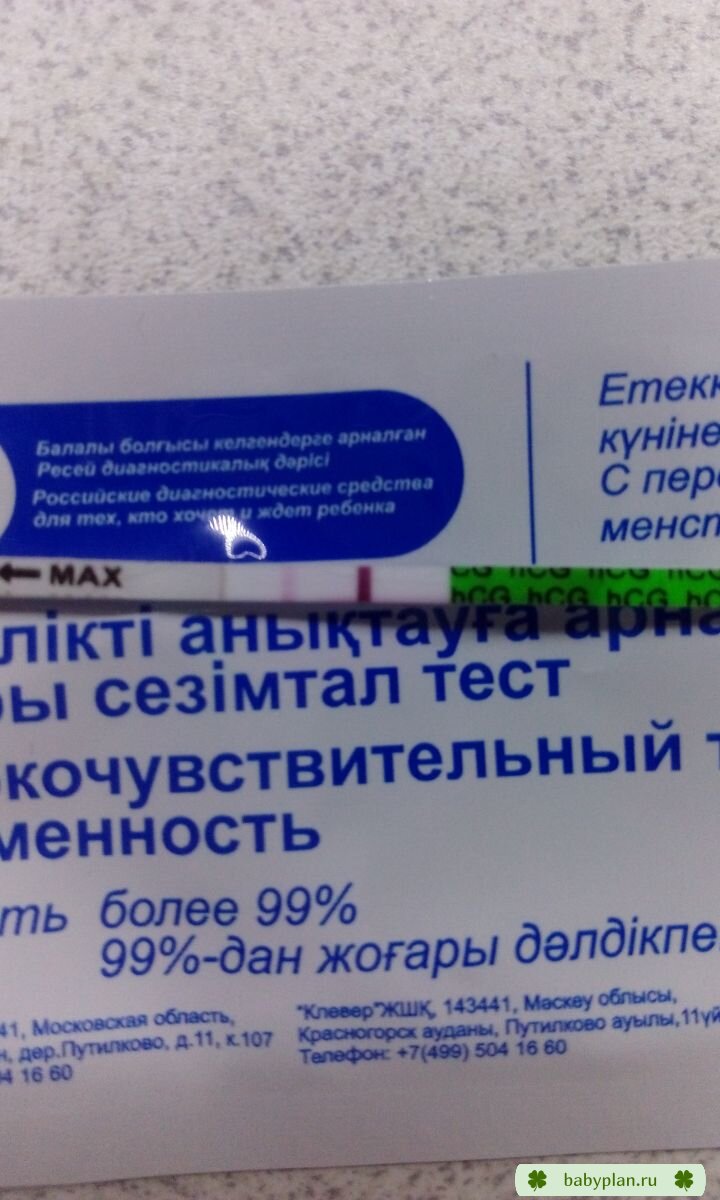 Балалы болғысы келгендерге арналған
Ресей диагностикалық дәрісі
Российские диагностические средства
для тех, кто и ждет ребенка
Етекк
күніне
С пер
менст
MAX
hCG hCG hCG
hCG hCG hCG hCG
лікті анықтауға арна
ры сезімтал тест
кочувствительный т
менность
ть более 99%
99%-дан жоғары дәлдікпе
41, Московская область,
н, дер.Путилково, д.11, к.107
4 16 60
"Клевер"ЖШҚ, 143441, Мәскеу облысы,
Красногорск ауданы, Путилково ауылы,11үй
Телефон: +7(499) 504 16 60
babyplan.ru